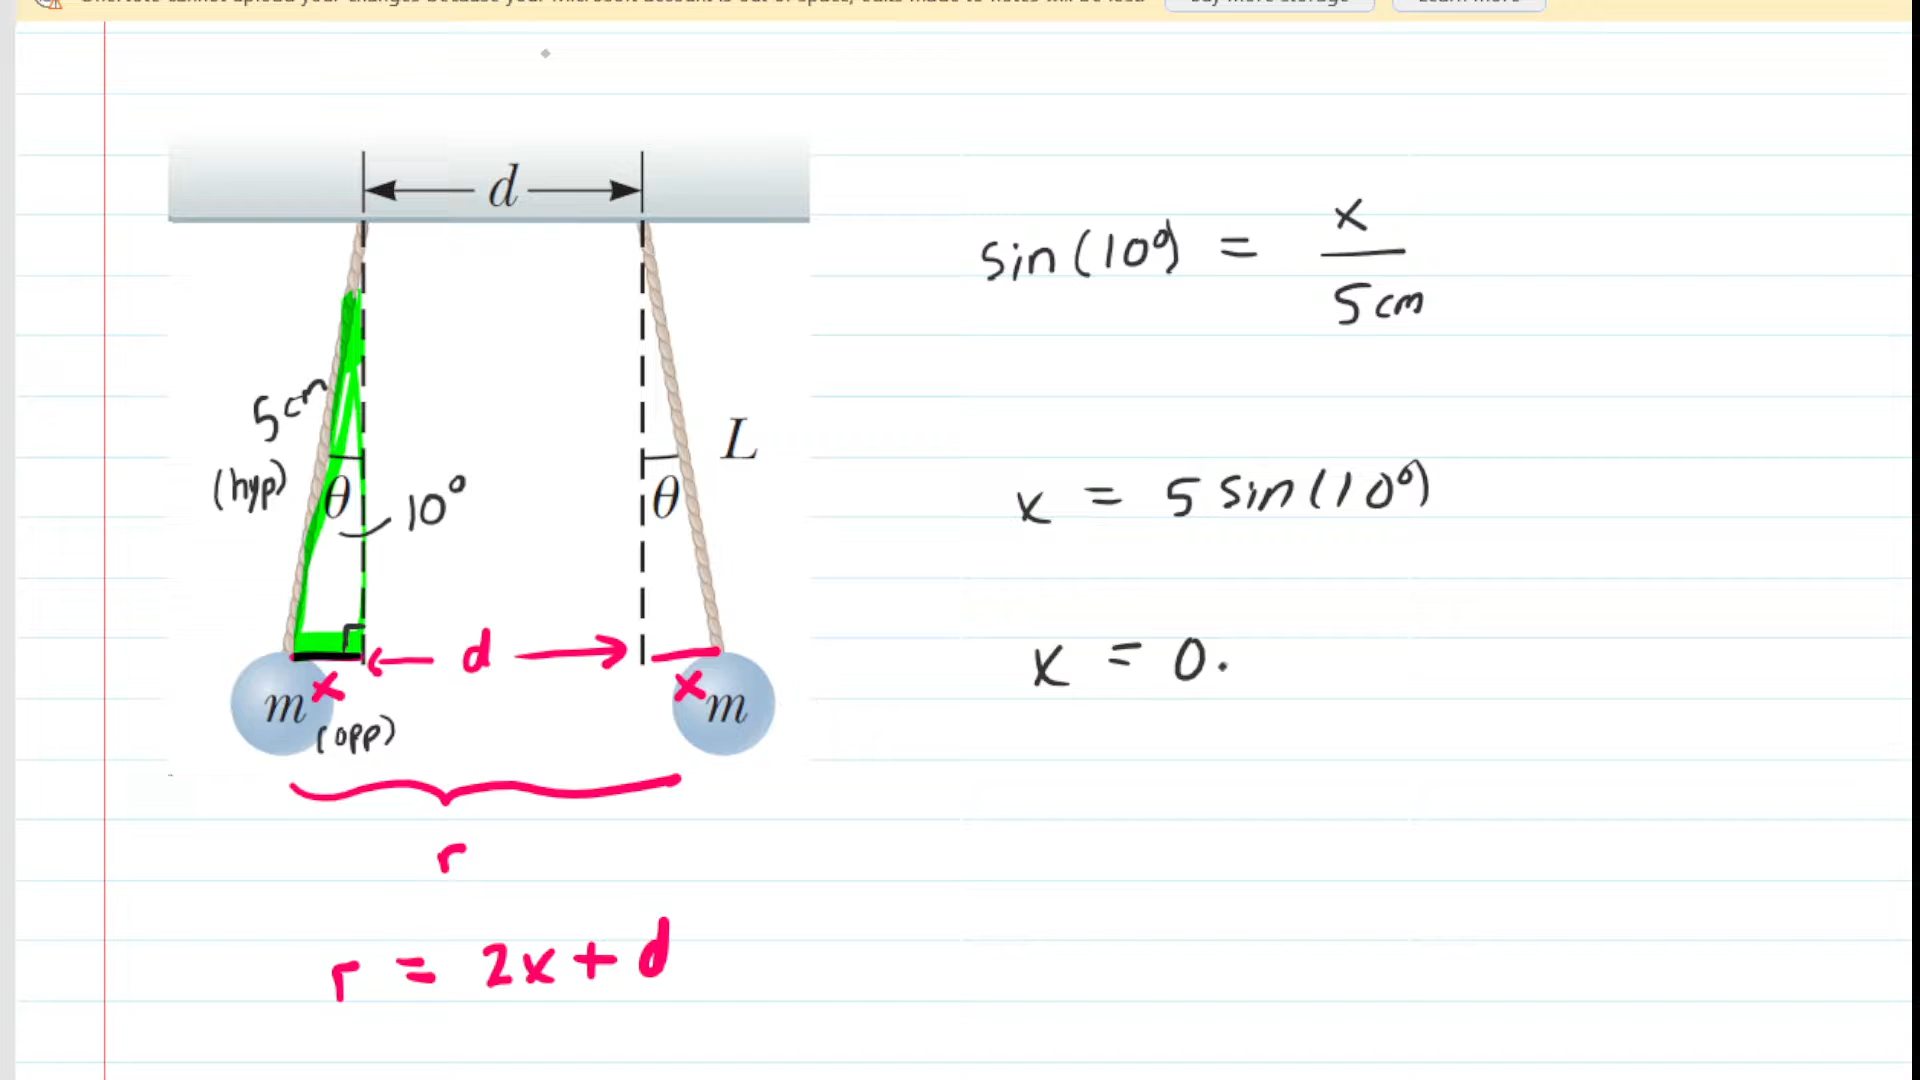 d
sin(10°) = x / 5cm
5cm
(hyp)
θ
10°
θ
L
x = 5 sin(10°)
d
x = 0.
m
x
x
m
(opp)
r
r = 2x + d